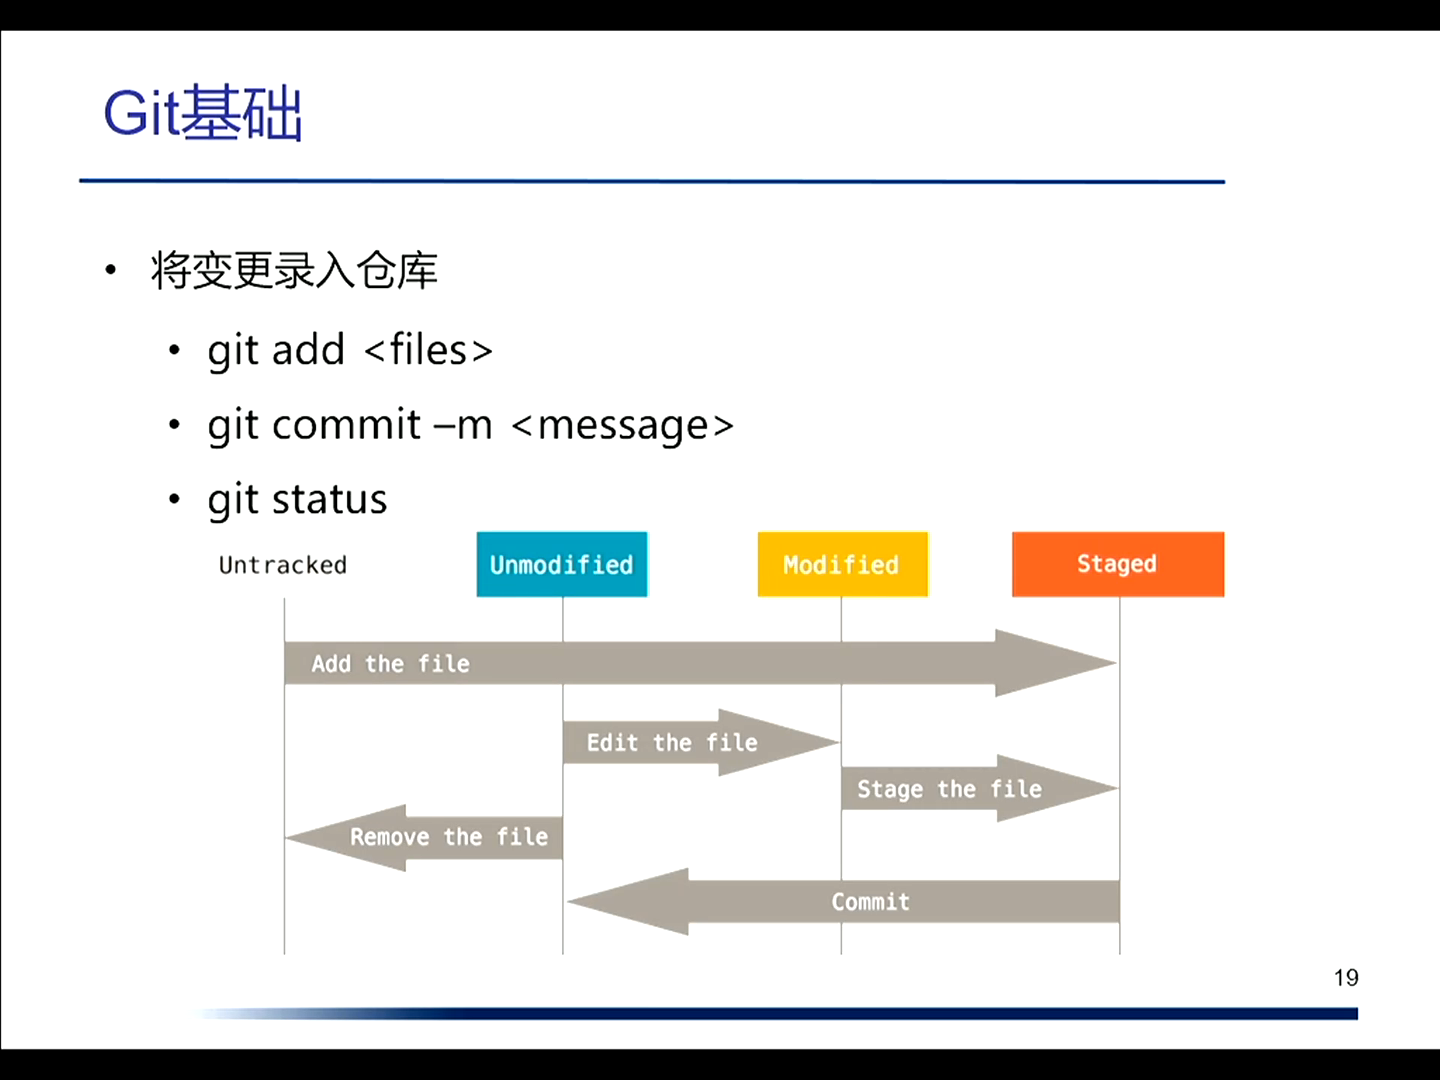 Git基础
• 将变更录入仓库
• git add <files>
• git commit –m <message>
• git status
Untracked
Unmodified
Modified
Staged
Add the file
Edit the file
Stage the file
Remove the file
Commit
19